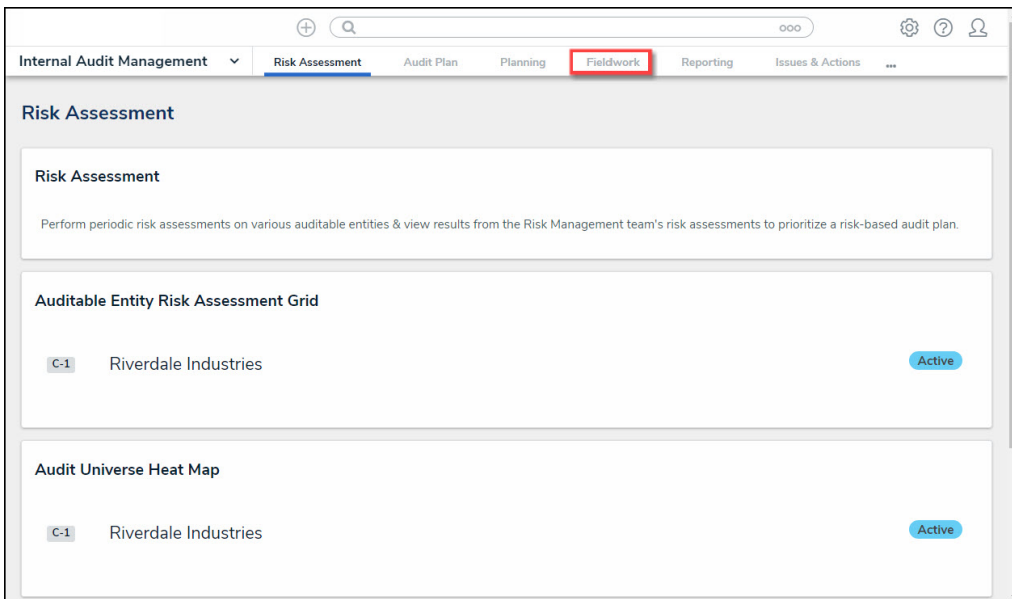 ooo
Internal Audit Management Risk Assessment Audit Plan Planning Fieldwork Reporting Issues & Actions ...
Risk Assessment
Risk Assessment
Perform periodic risk assessments on various auditable entities & view results from the Risk Management team's risk assessments to prioritize a risk-based audit plan.
Auditable Entity Risk Assessment Grid
C-1 Riverdale Industries Active
Audit Universe Heat Map
C-1 Riverdale Industries Active